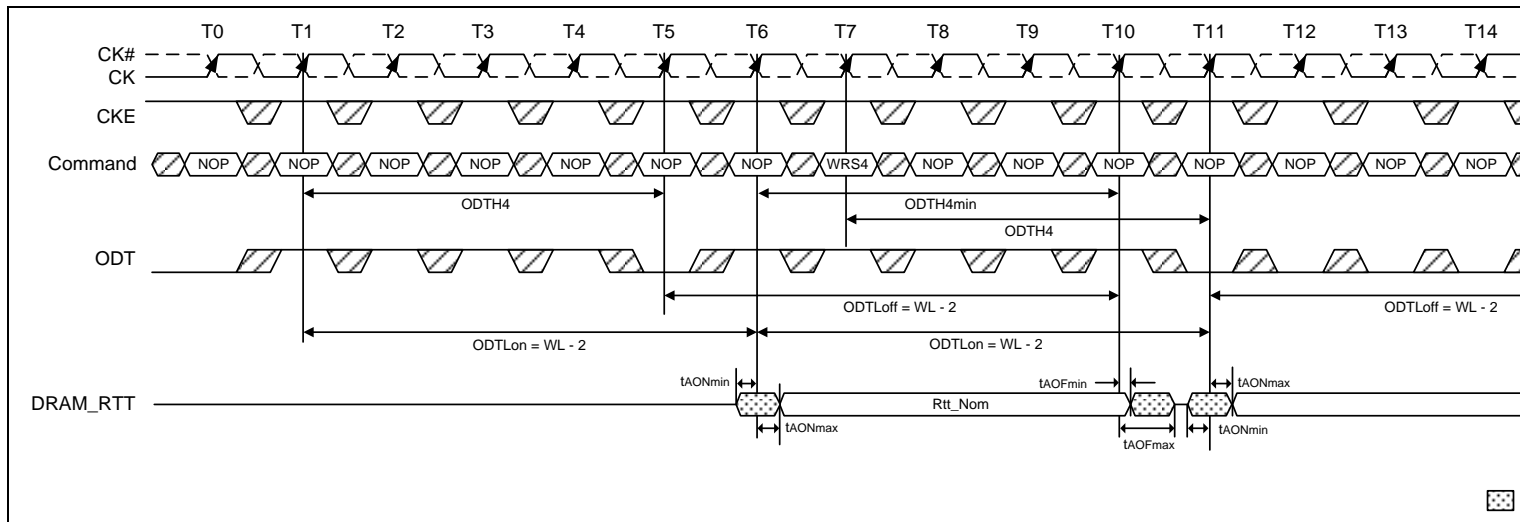 T0 T1 T2 T3 T4 T5 T6 T7 T8 T9 T10 T11 T12 T13 T14
CK#
CK
CKE
Command NOP NOP NOP NOP NOP NOP NOP WRS4 NOP NOP NOP NOP NOP NOP NOP
ODTH4 ODTH4min
ODTH4
ODT
ODTLoff = WL - 2 ODTLoff = WL - 2
ODTLon = WL - 2 ODTLon = WL - 2
tAONmin tAOFmin tAONmax
DRAM_RTT Rtt_Nom
tAONmax tAOFmax tAONmin